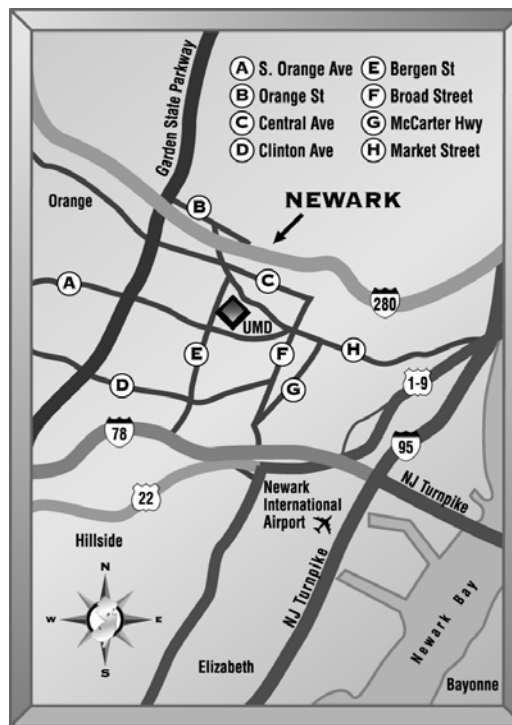 A S. Orange Ave
B Orange St
C Central Ave
D Clinton Ave
E Bergen St
F Broad Street
G McCarter Hwy
H Market Street
Garden State Parkway
Orange
B
NEWARK
A
C
280
UMD
E
F
H
D
G
1-9
78
95
22
Newark
International
Airport
NJ Turnpike
Hillside
N
W
E
S
NJ Turnpike
Newark Bay
Elizabeth
Bayonne